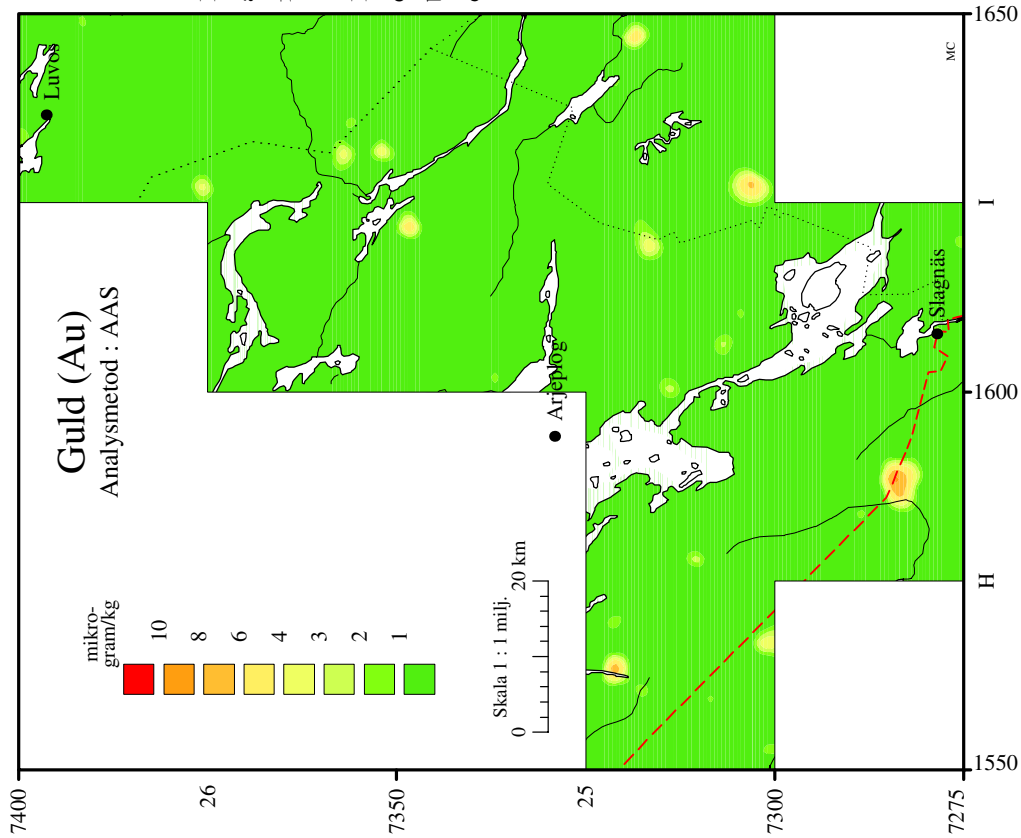 Guld (Au)
Analysmetod : AAS
mikro-
gram/kg
10
8
6
4
3
2
1
Skala 1 : 1 milj.
0
20 km
Luvos
Arjeplog
Slagnäs
MC
7400
26
7350
25
7300
7275
1550
H
1600
I
1650